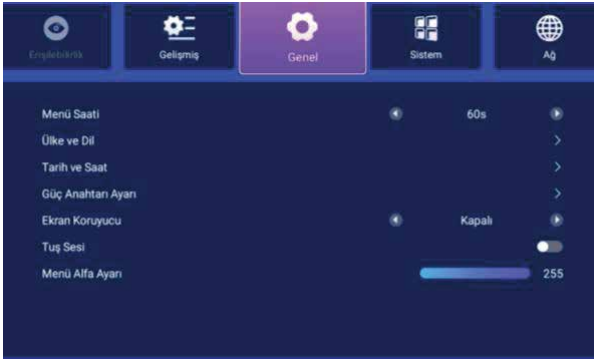 Gelişmiş
Genel
Sistem
Ağ
Menü Saati 60s
Ülke ve Dil
Tarih ve Saat
Güç Anahtarı Ayarı
Ekran Koruyucu Kapalı
Tuş Sesi
Menü Alfa Ayarı 255